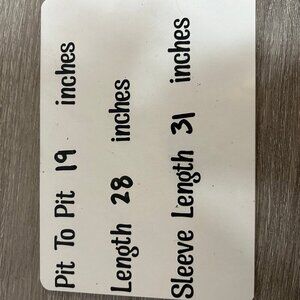 Pit To Pit 19 inches
Length 28 inches
Sleeve Length 31 inches